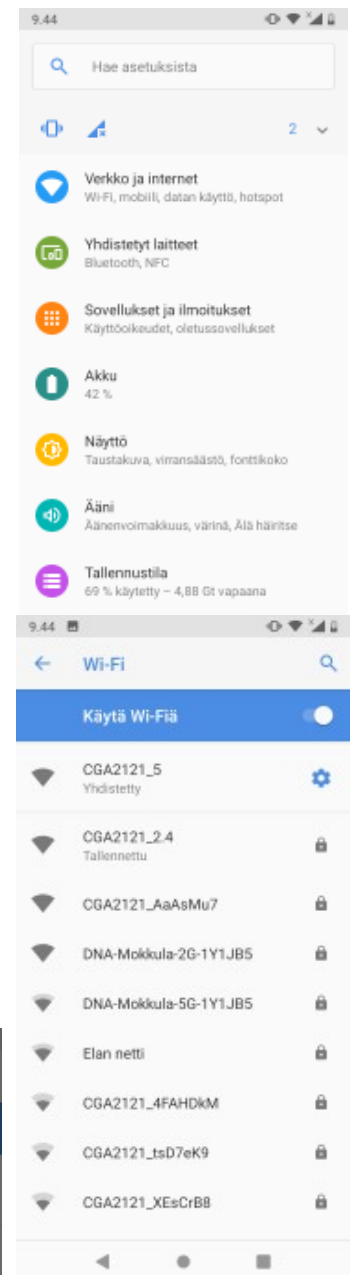 9.44
Hae asetuksista
2
Verkko ja internet
Wi-Fi, mobiili, datan käyttö, hotspot
Yhdistetyt laitteet
Bluetooth, NFC
Sovellukset ja ilmoitukset
Käyttöoikeudet, oletussovellukset
Akku
42 %
Näyttö
Taustakuva, virransäästö, fonttikoko
Ääni
Äänenvoimakkuus, värinä, Älä häiritse
Tallennustila
69 % käytetty – 4,88 Gt vapaana
9.44
Wi-Fi
Käytä Wi-Fiä
CGA2121_5
Yhdistetty
CGA2121_2.4
Tallennettu
CGA2121_AaAsMu7
DNA-Mokkula-2G-1Y1JB5
DNA-Mokkula-5G-1Y1JB5
Elan netti
CGA2121_4FAHDkM
CGA2121_tsD7eK9
CGA2121_XEsCrB8